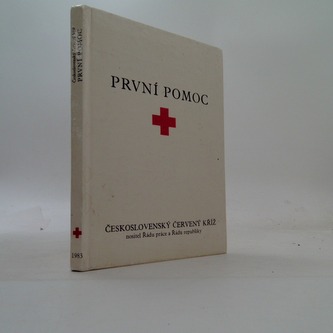 PRVNÍ POMOC
ČESKOSLOVENSKÝ ČERVENÝ KŘÍŽ
nositel Řádu práce a Řádu republiky
PRVNÍ POMOC
1983